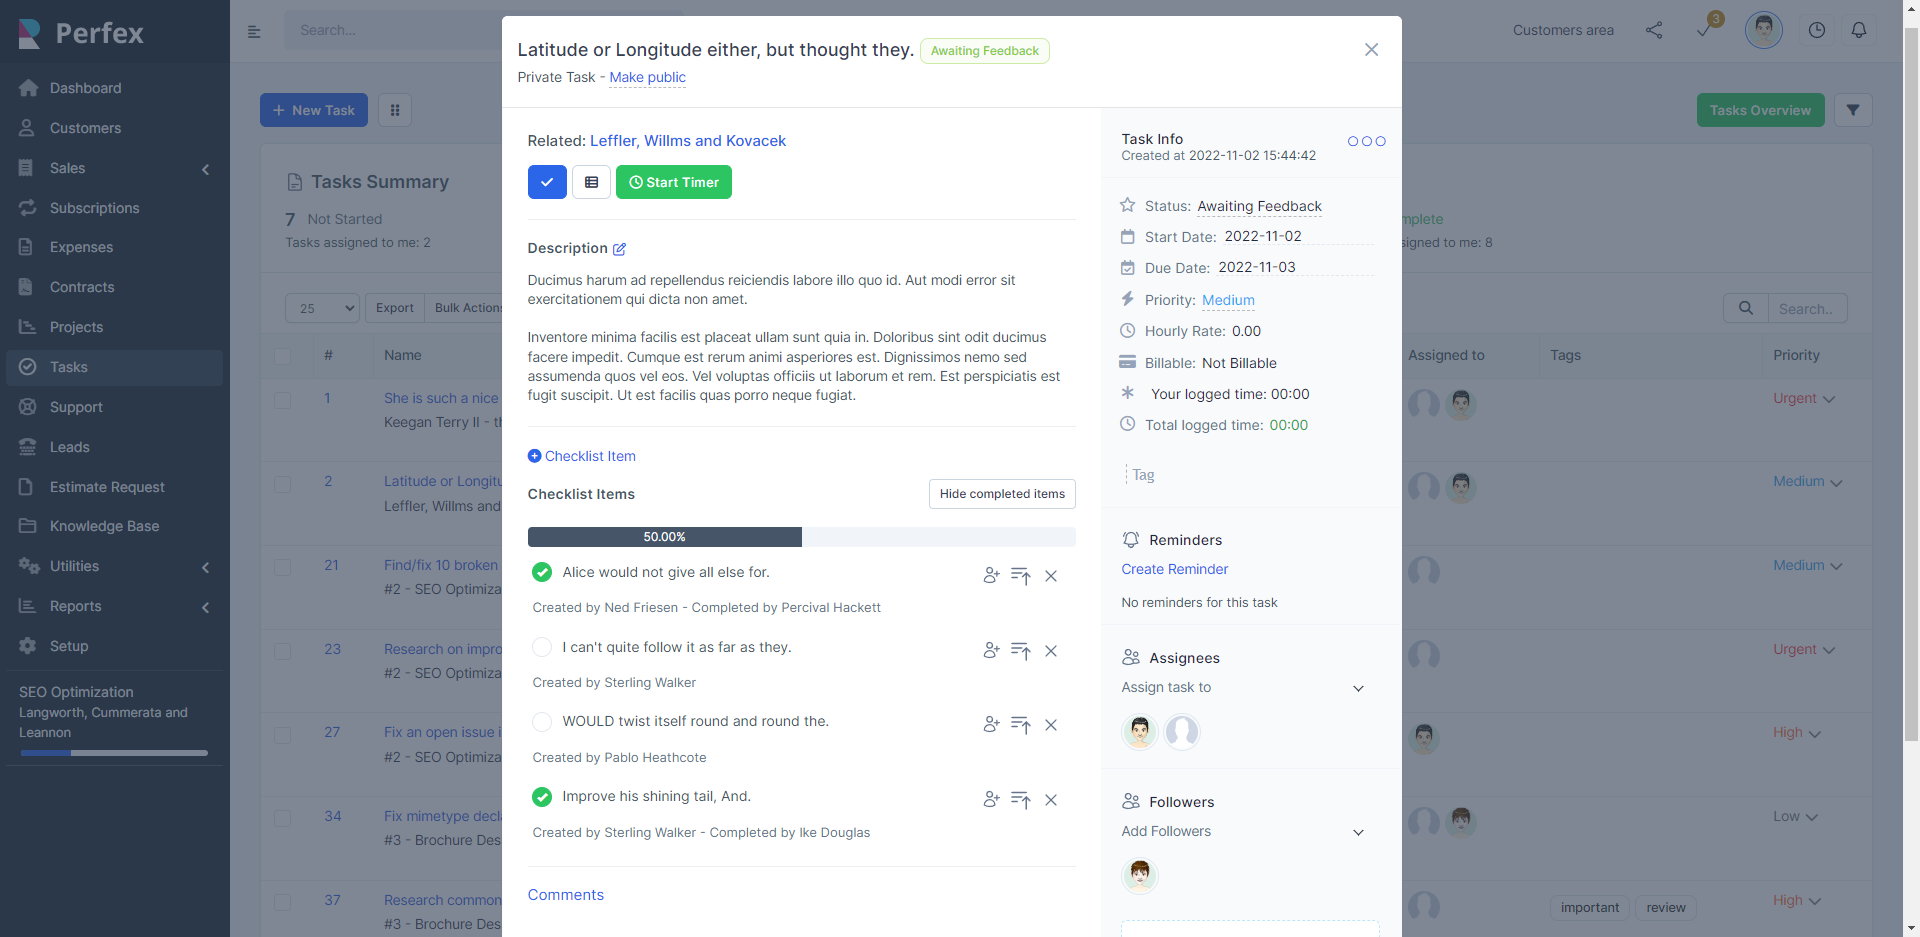 Perfex
Dashboard
Customers
Sales
Subscriptions
Expenses
Contracts
Projects
Tasks
Support
Leads
Estimate Request
Knowledge Base
Utilities
Reports
Setup
SEO Optimization
Langworth, Cummerata and
Leannon
Search...
Customers area
3
New Task
Tasks Overview
Tasks Summary
7 Not Started
Tasks assigned to me: 2
mplete
signed to me: 8
25
Export
Bulk Actions
Search..
# Name Assigned to Tags Priority
1 She is such a nice Urgent
Keegan Terry II - th
2 Latitude or Longitu Medium
Leffler, Willms and
21 Find/fix 10 broken Medium
#2 - SEO Optimiza
23 Research on impro Urgent
#2 - SEO Optimiza
27 Fix an open issue i High
#2 - SEO Optimiza
34 Fix mimetype decla Low
#3 - Brochure Des
37 Research common High
#3 - Brochure Des
important review
Latitude or Longitude either, but thought they. Awaiting Feedback
Private Task - Make public
Related: Leffler, Willms and Kovacek
Start Timer
Description
Ducimus harum ad repellendus reiciendis labore illo quo id. Aut modi error sit
exercitationem qui dicta non amet.
Inventore minima facilis est placeat ullam sunt quia in. Doloribus sint odit ducimus
facere impedit. Cumque est rerum animi asperiores est. Dignissimos nemo sed
assumenda quos vel eos. Vel voluptas officiis ut laborum et rem. Est perspiciatis est
fugit suscipit. Ut est facilis quas porro neque fugiat.
Checklist Item
Checklist Items
Hide completed items
50.00%
Alice would not give all else for.
Created by Ned Friesen - Completed by Percival Hackett
I can't quite follow it as far as they.
Created by Sterling Walker
WOULD twist itself round and round the.
Created by Pablo Heathcote
Improve his shining tail, And.
Created by Sterling Walker - Completed by Ike Douglas
Comments
Task Info
Created at 2022-11-02 15:44:42
Status: Awaiting Feedback
Start Date: 2022-11-02
Due Date: 2022-11-03
Priority: Medium
Hourly Rate: 0.00
Billable: Not Billable
Your logged time: 00:00
Total logged time: 00:00
Tag
Reminders
Create Reminder
No reminders for this task
Assignees
Assign task to
Followers
Add Followers